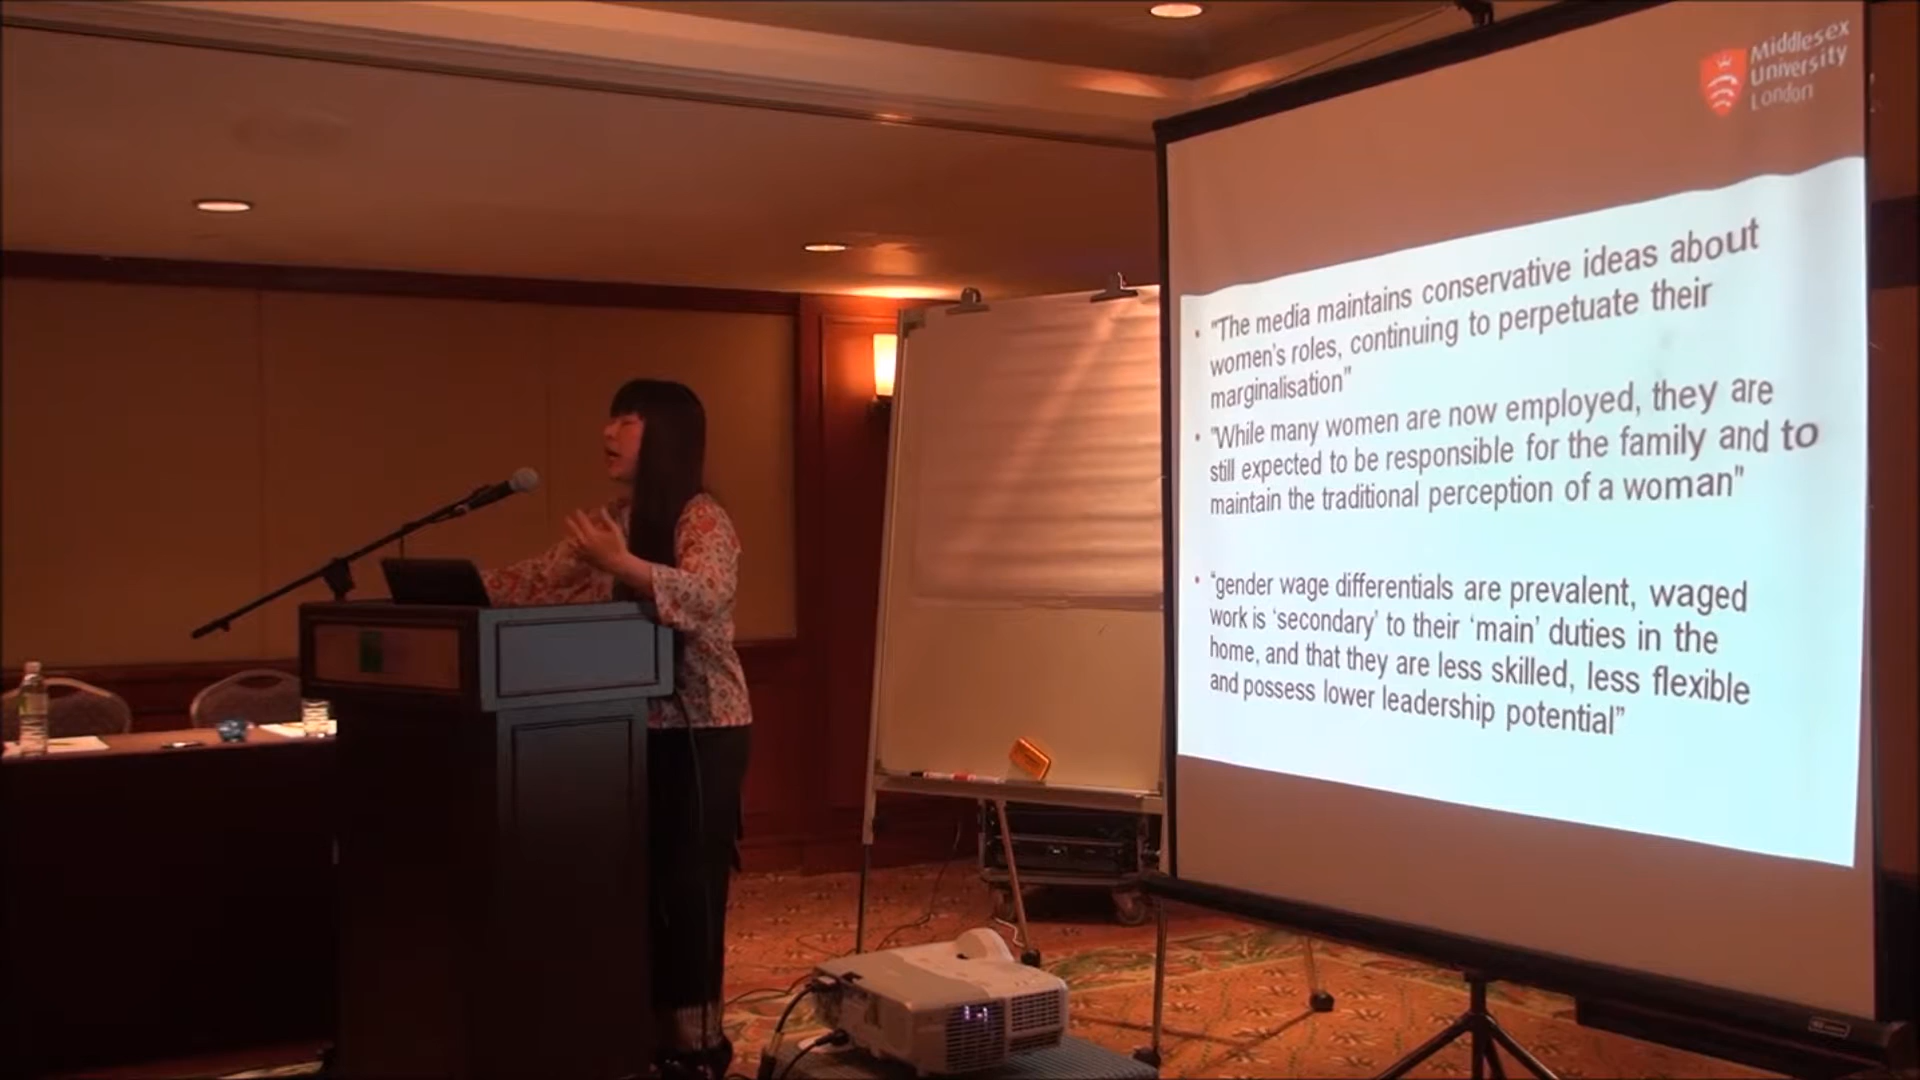 Middlesex
University
London
• "The media maintains conservative ideas about
women's roles, continuing to perpetuate their
marginalisation"
• "While many women are now employed, they are
still expected to be responsible for the family and to
maintain the traditional perception of a woman"
• "gender wage differentials are prevalent, waged
work is 'secondary' to their 'main' duties in the
home, and that they are less skilled, less flexible
and possess lower leadership potential"